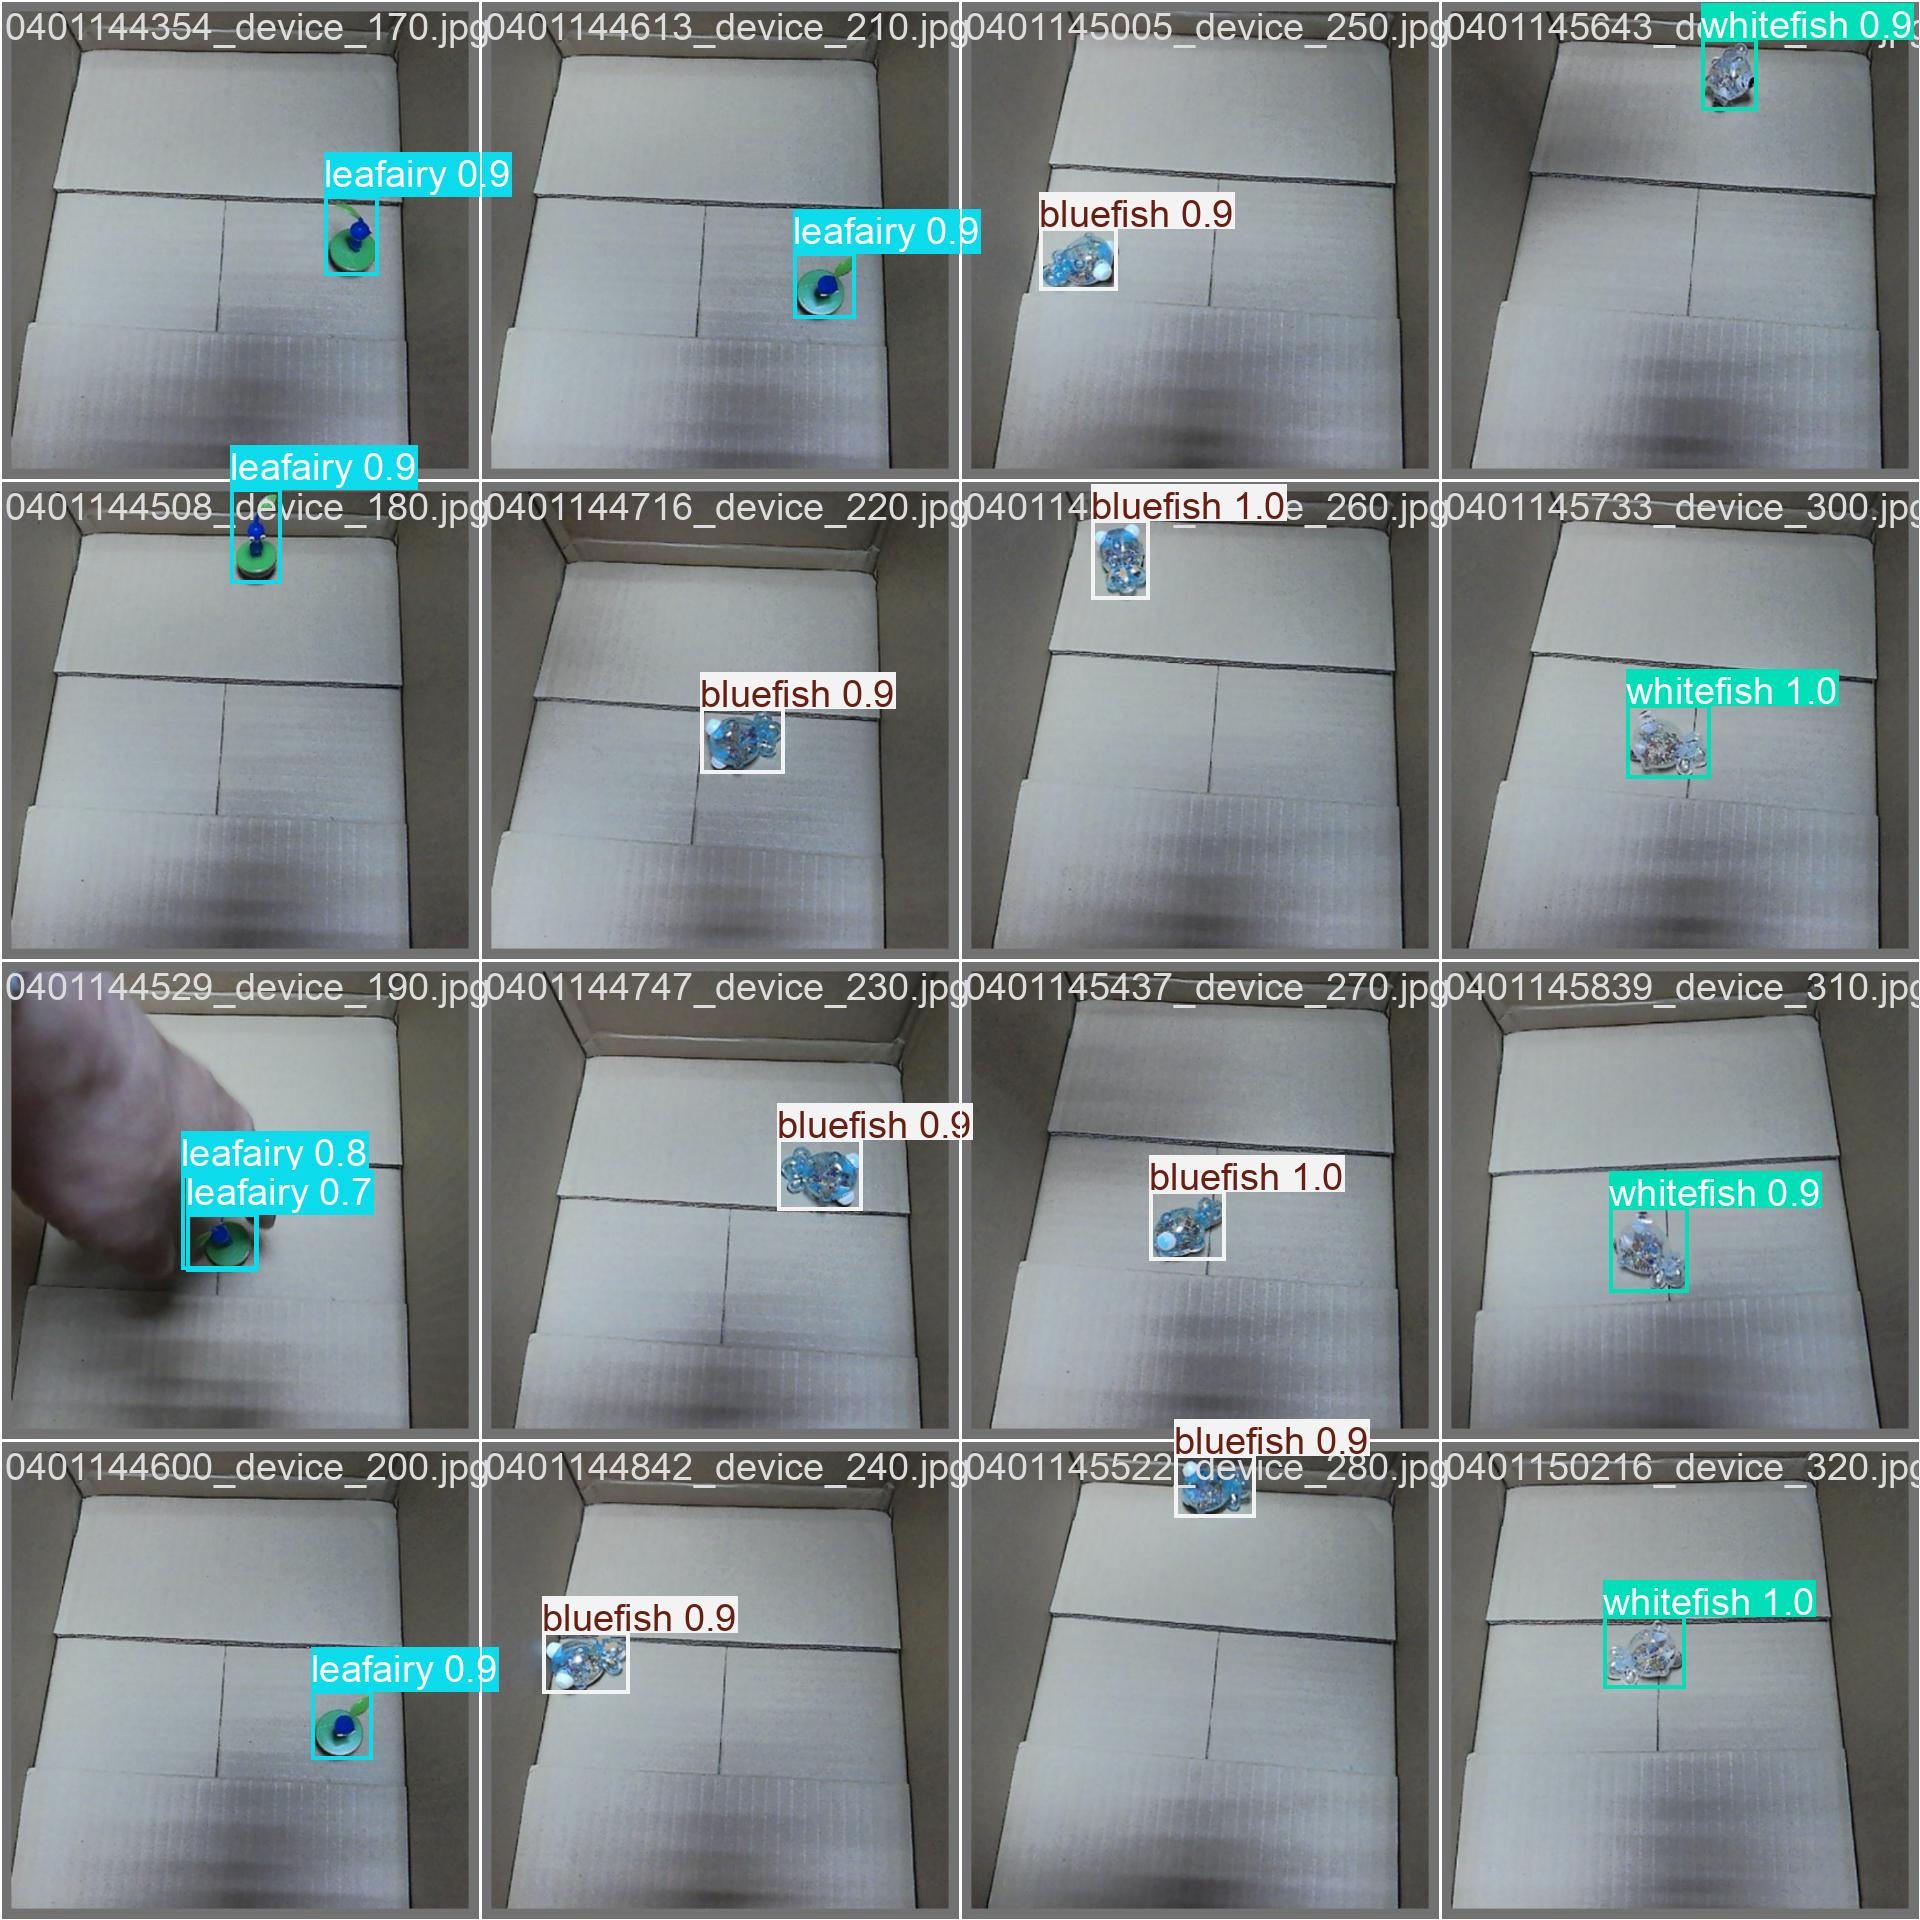 0401144354_device_170.jpg
leafairy 0.9
0401144613_device_210.jpg
leafairy 0.9
0401145005_device_250.jpg
bluefish 0.9
0401145643_d
whitefish 0.9
0401144508_device_180.jpg
leafairy 0.9
0401144716_device_220.jpg
bluefish 0.9
04011 e_260.jpg
bluefish 1.0
0401145733_device_300.jpg
whitefish 1.0
0401144529_device_190.jpg
leafairy 0.8
leafairy 0.7
0401144747_device_230.jpg
bluefish 0.9
0401145437_device_270.jpg
bluefish 1.0
0401145839_device_310.jpg
whitefish 0.9
0401144600_device_200.jpg
leafairy 0.9
0401144842_device_240.jpg
bluefish 0.9
0401145522_device_280.jpg
bluefish 0.9
0401150216_device_320.jpg
whitefish 1.0